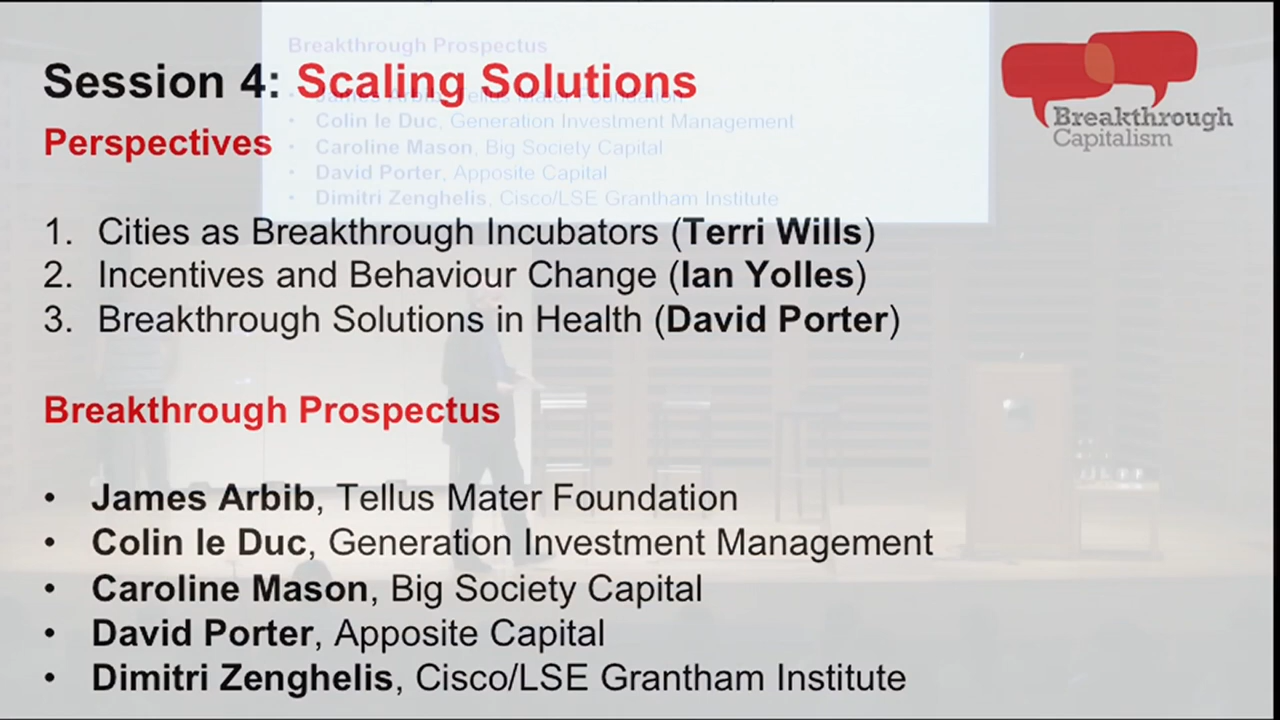 Session 4: Scaling Solutions
Perspectives
1. Cities as Breakthrough Incubators (Terri Wills)
2. Incentives and Behaviour Change (Ian Yolles)
3. Breakthrough Solutions in Health (David Porter)
Breakthrough Prospectus
• James Arbib, Tellus Mater Foundation
• Colin le Duc, Generation Investment Management
• Caroline Mason, Big Society Capital
• David Porter, Apposite Capital
• Dimitri Zenghelis, Cisco/LSE Grantham Institute
Breakthrough
Capitalism
Breakthrough Prospectus
• James Arbib, Tellus Mater Foundation
• Colin le Duc, Generation Investment Management
• Caroline Mason, Big Society Capital
• David Porter, Apposite Capital
• Dimitri Zenghelis, Cisco/LSE Grantham Institute